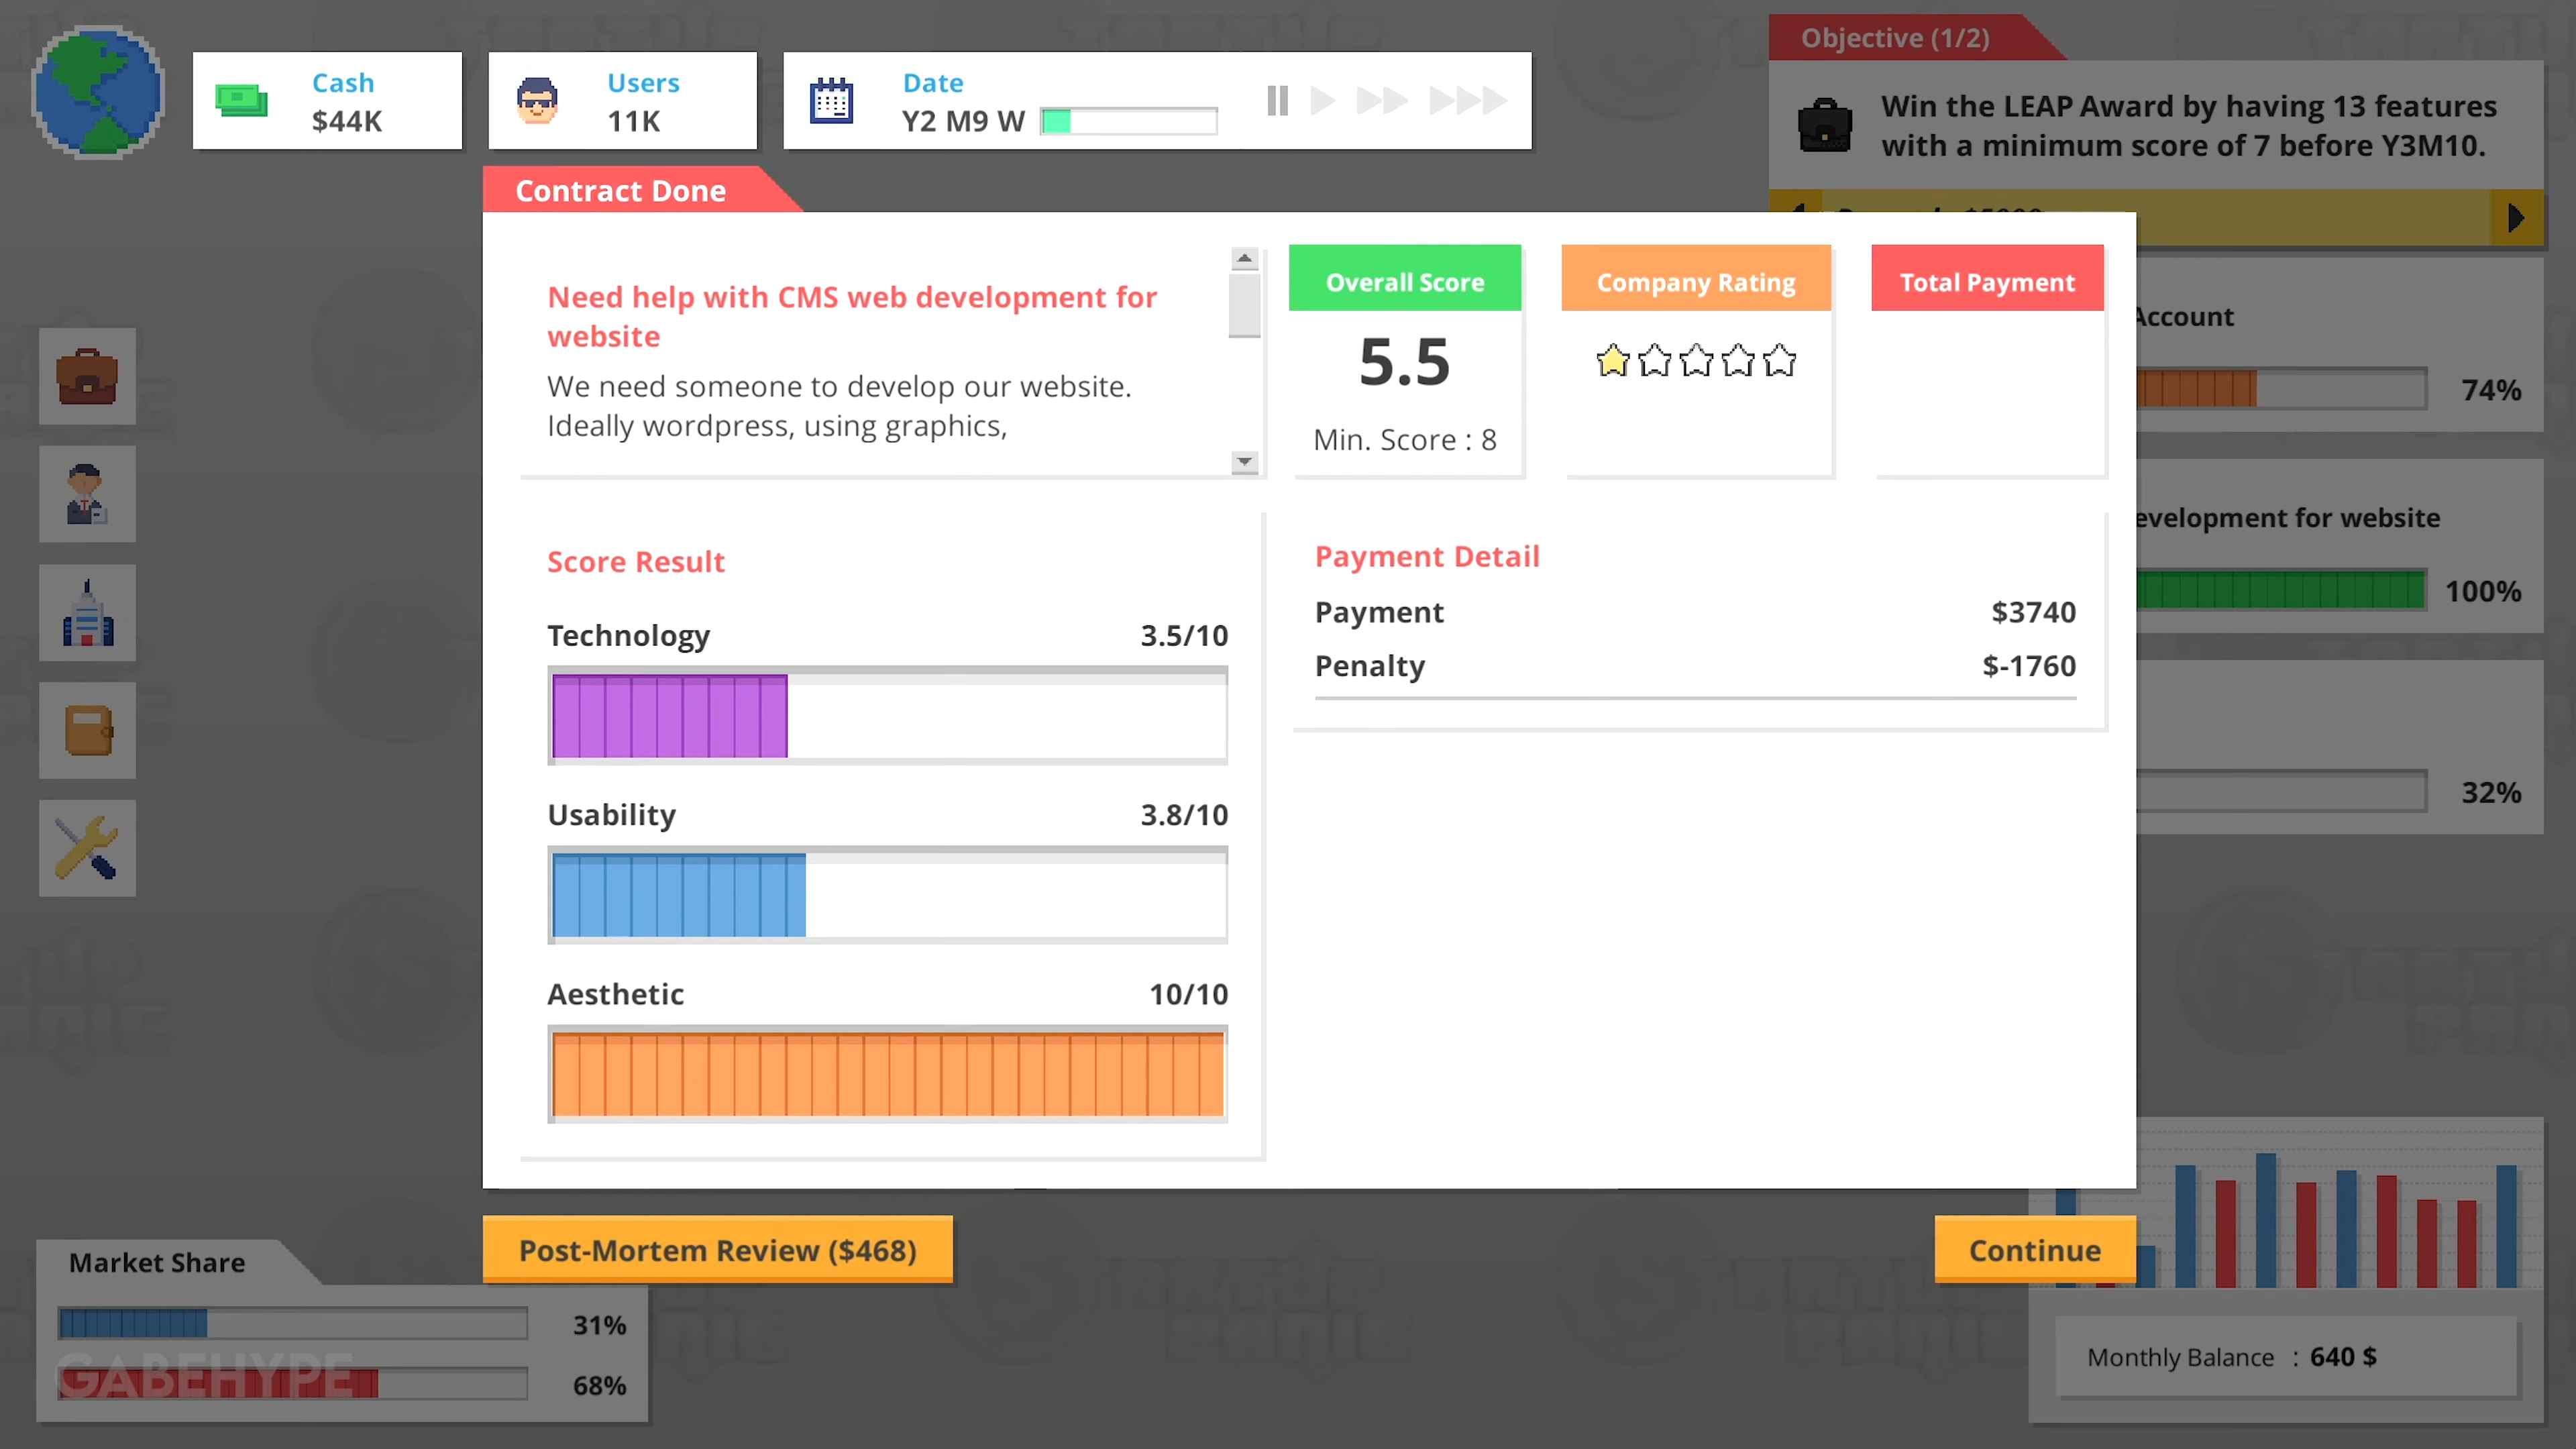 Cash
$44K
Users
11K
Date
Y2 M9 W
Objective (1/2)
Win the LEAP Award by having 13 features
with a minimum score of 7 before Y3M10.
Contract Done
Need help with CMS web development for
website
We need someone to develop our website.
Ideally wordpress, using graphics,
Overall Score
5.5
Min. Score : 8
Company Rating
Total Payment
Account
74%
evelopment for website
100%
32%
Score Result
Technology 3.5/10
Usability 3.8/10
Aesthetic 10/10
Payment Detail
Payment $3740
Penalty $-1760
Post-Mortem Review ($468)
Continue
Market Share
31%
68%
GABEHYPE
Monthly Balance : 640 $